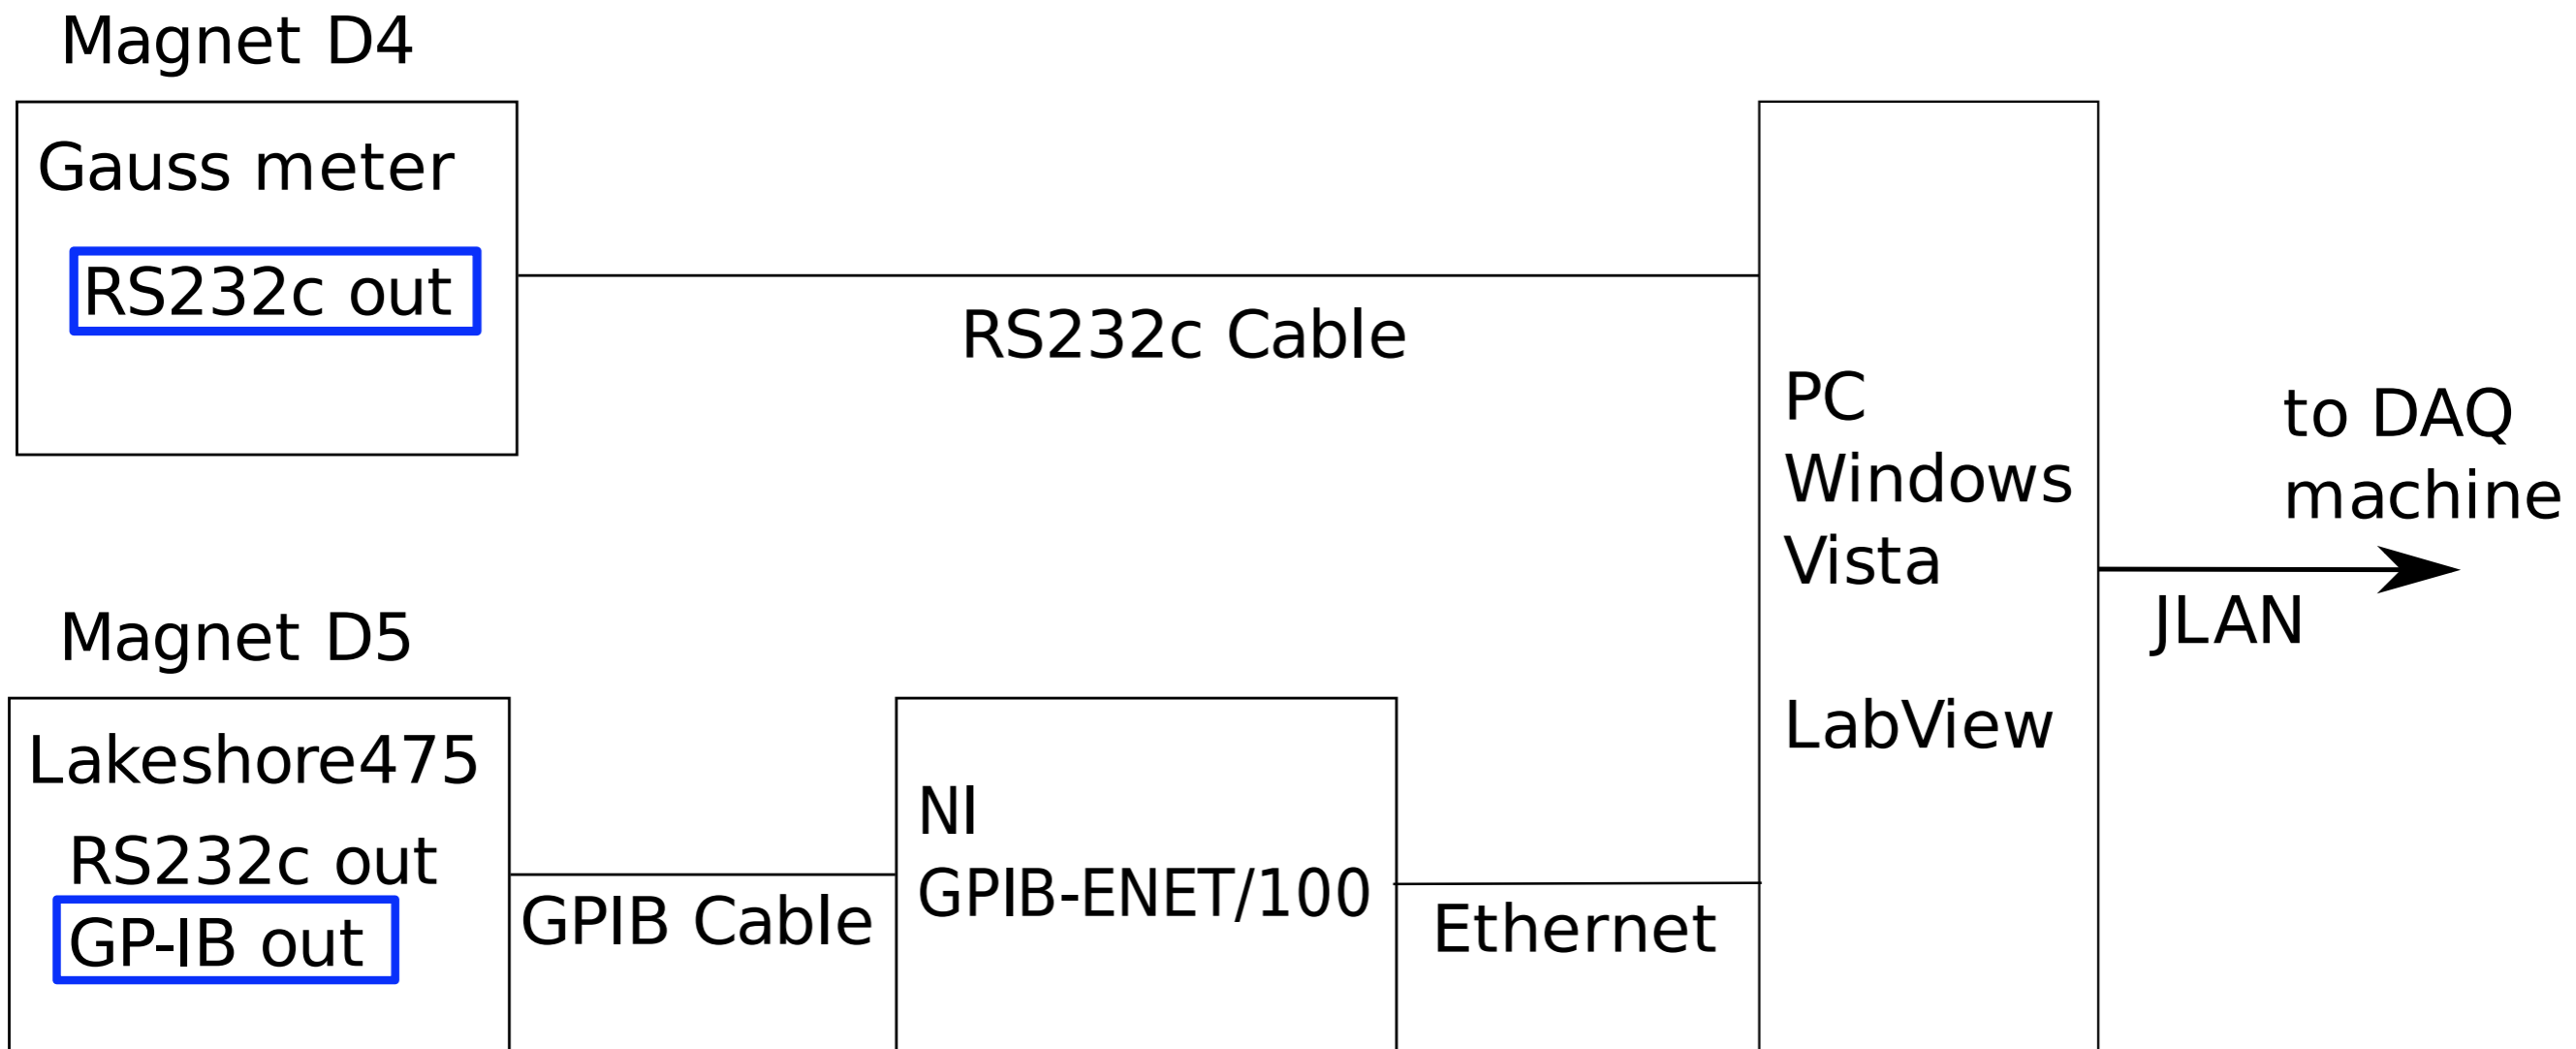 Magnet D4
Gauss meter
RS232c out
RS232c Cable
PC
Windows
Vista
LabView
to DAQ
machine
JLAN
Magnet D5
Lakeshore475
RS232c out
GP-IB out
GPIB Cable
NI
GPIB-ENET/100
Ethernet